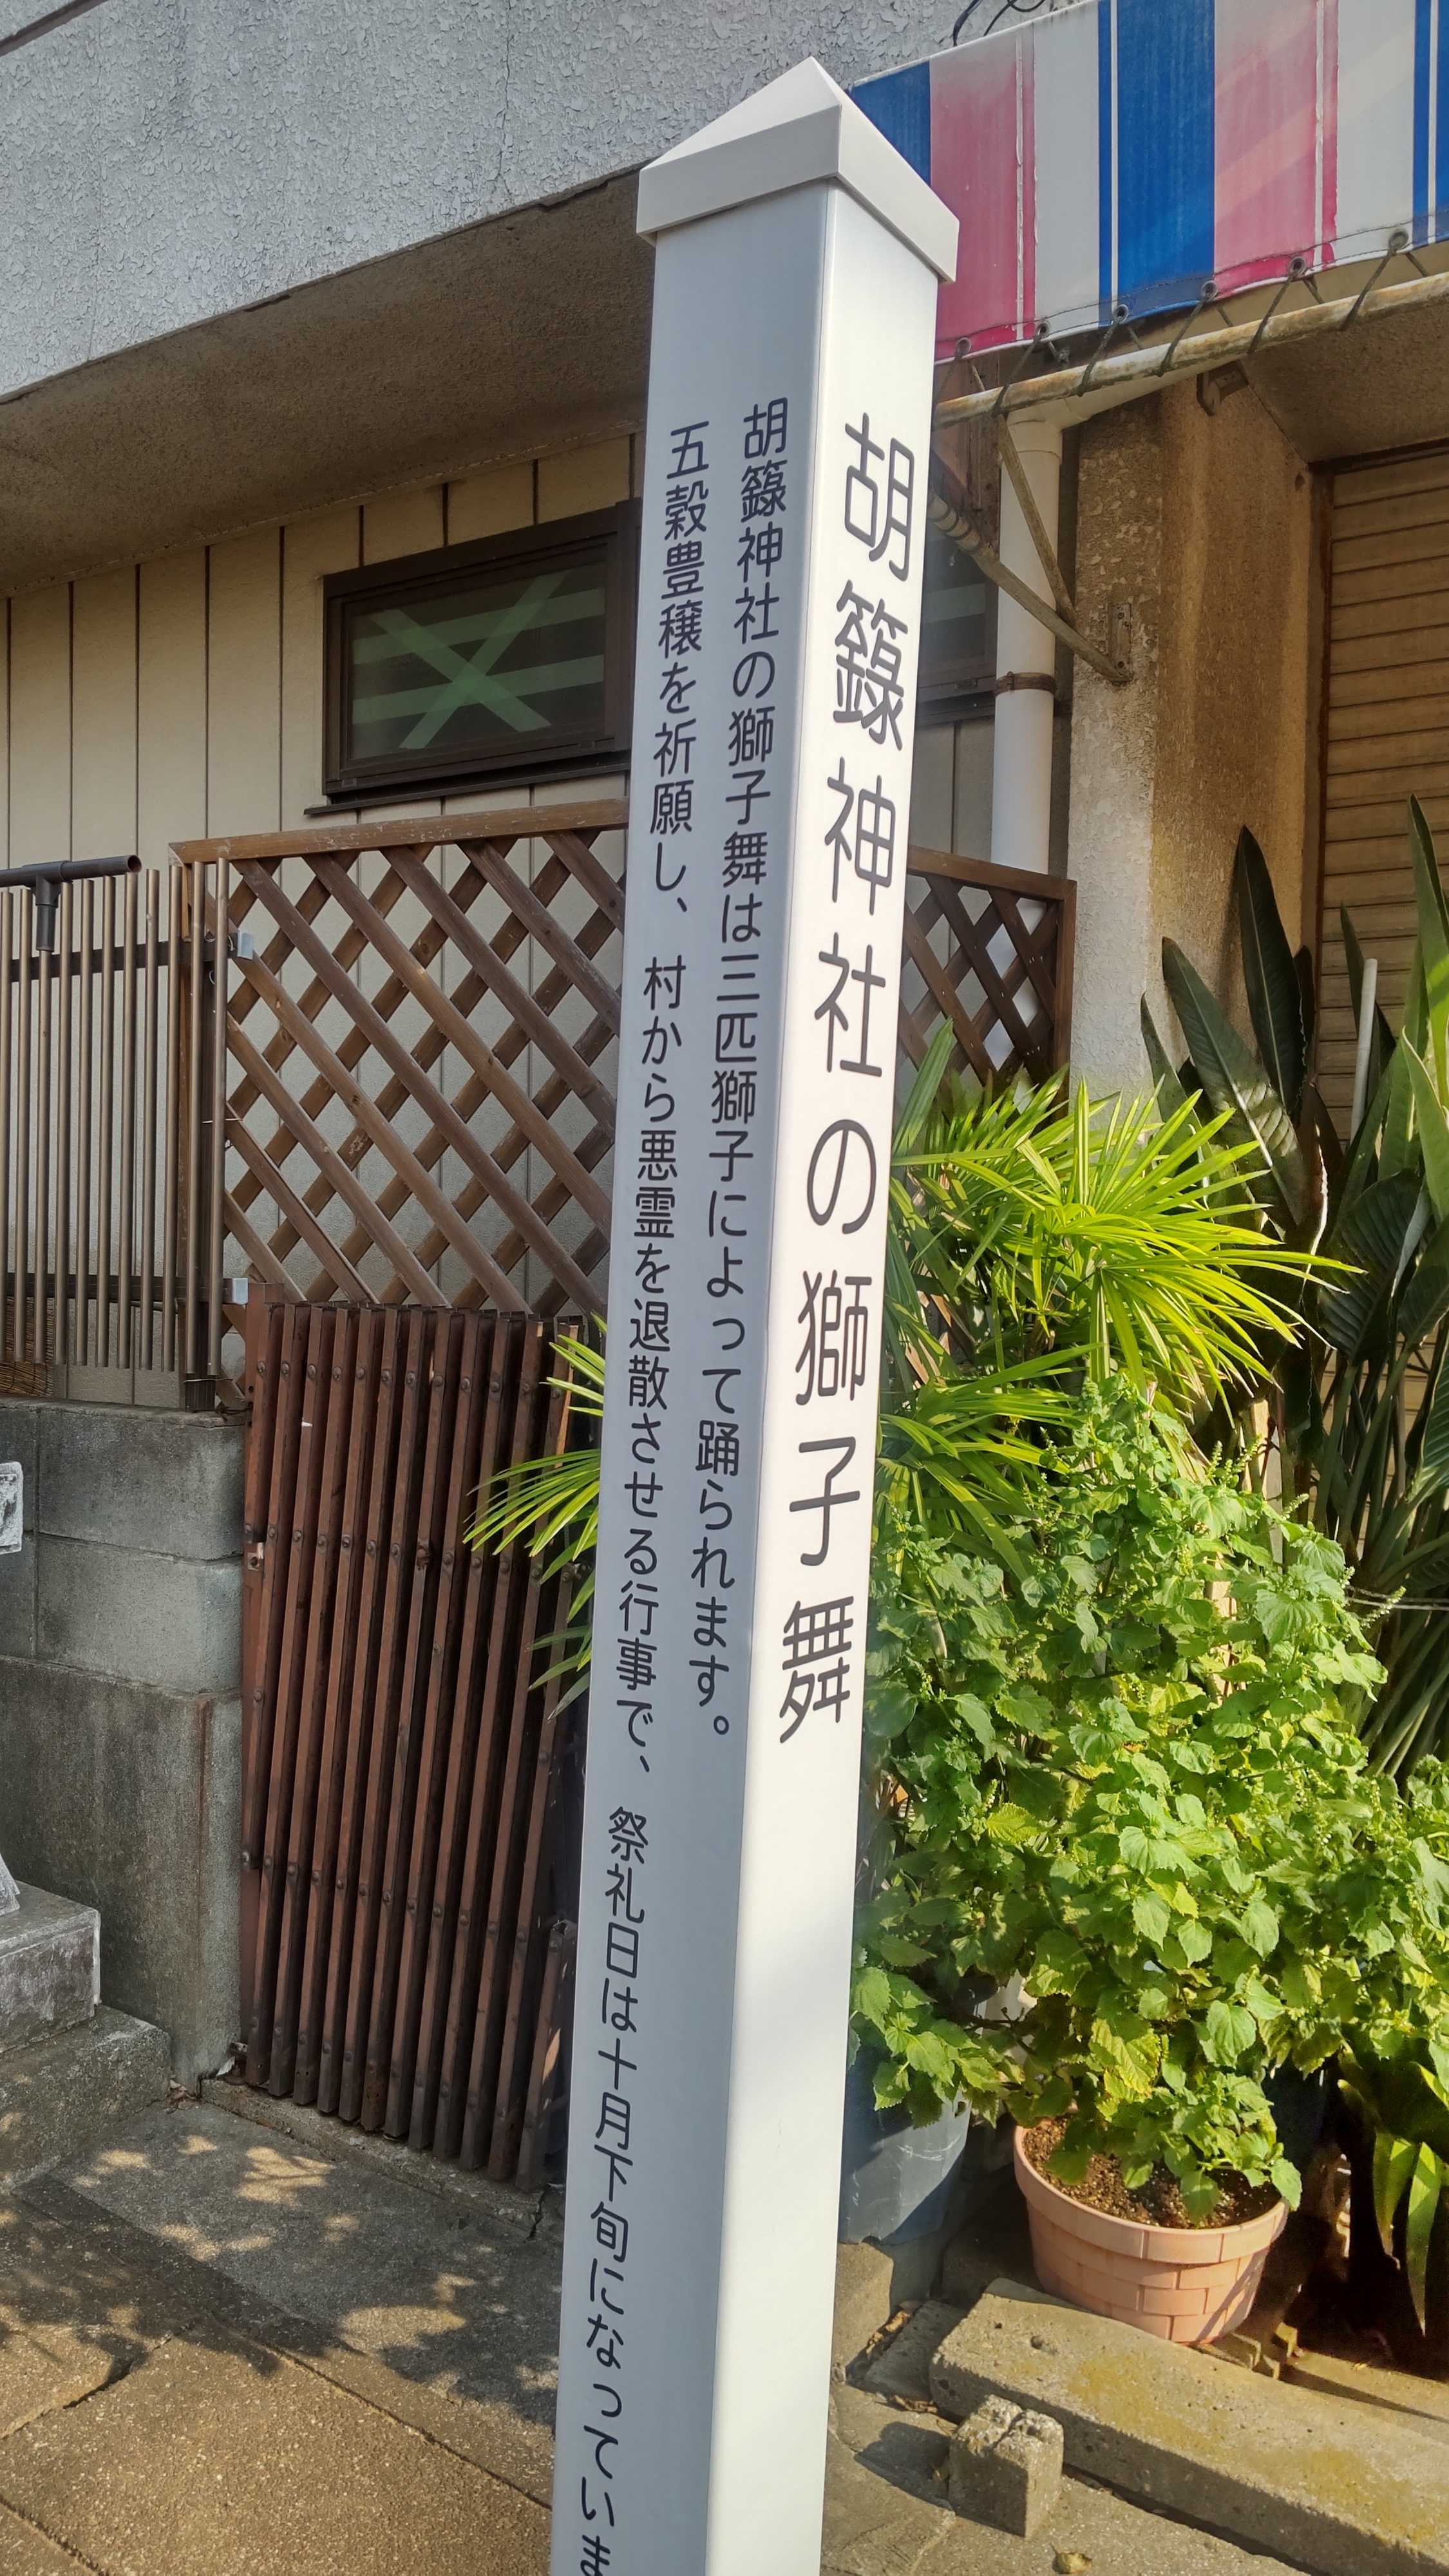 胡籙神社の獅子舞
胡籙神社の獅子舞は三匹獅子によって踊られます。
五穀豊穣を祈願し、村から悪霊を退散させる行事で、祭礼日は十月下旬になっていま